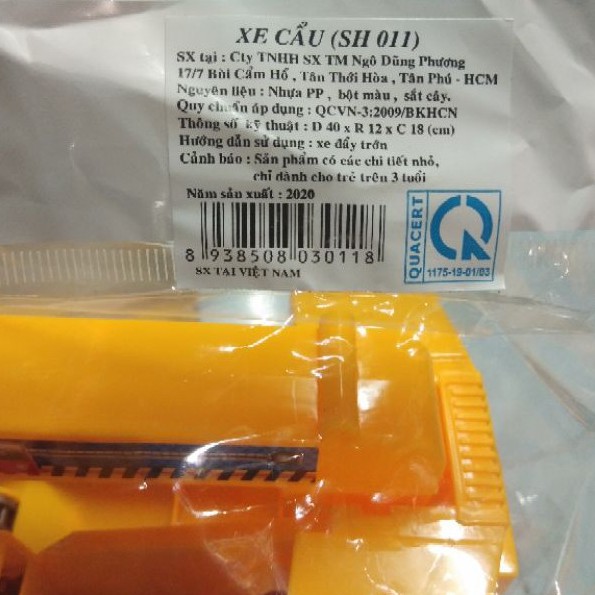 XE CẨU (SH 011)
SX tại : Cty TNHH SX TM Ngô Dũng Phương
17/7 Bùi Cẩm Hổ , Tân Thới Hòa , Tân Phú - HCM
Nguyên liệu : Nhựa PP , bột màu , sắt cây.
Quy chuẩn áp dụng : QCVN-3:2009/BKHCN
Thông số kỹ thuật : D 40 x R 12 x C 18 (cm)
Hướng dẫn sử dụng : xe đẩy trớn
Cảnh báo : Sản phẩm có các chi tiết nhỏ,
chỉ dành cho trẻ trên 3 tuổi
Năm sản xuất : 2020
8 938508 030118
SX TẠI VIỆT NAM
QUACERT
1175-19-01/03